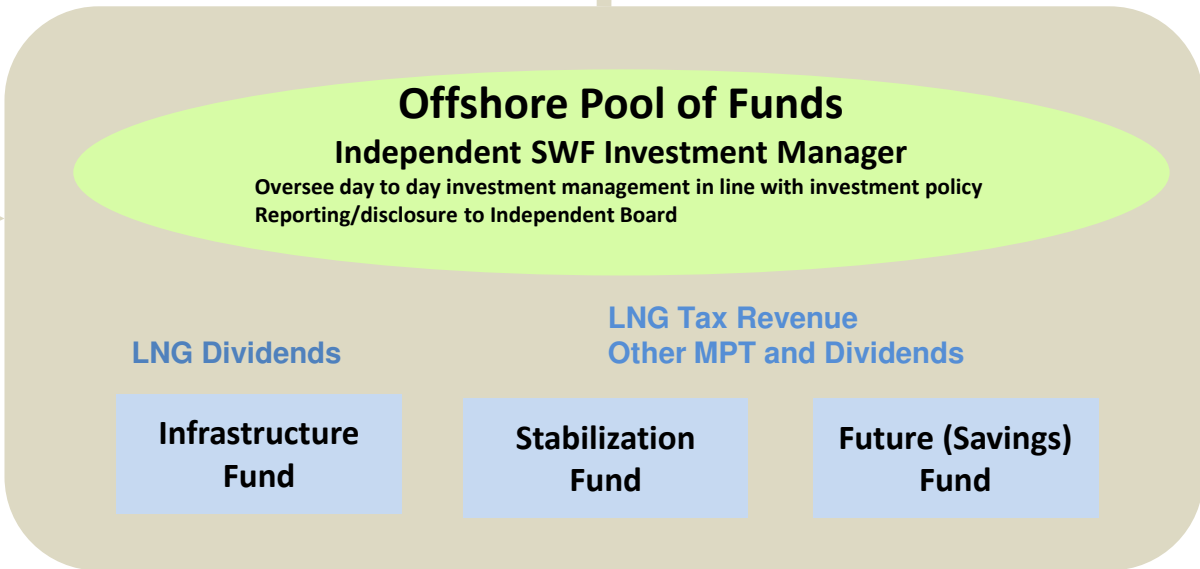 Offshore Pool of Funds
Independent SWF Investment Manager
Oversee day to day investment management in line with investment policy
Reporting/disclosure to Independent Board
LNG Dividends
LNG Tax Revenue
Other MPT and Dividends
Infrastructure
Fund
Stabilization
Fund
Future (Savings)
Fund